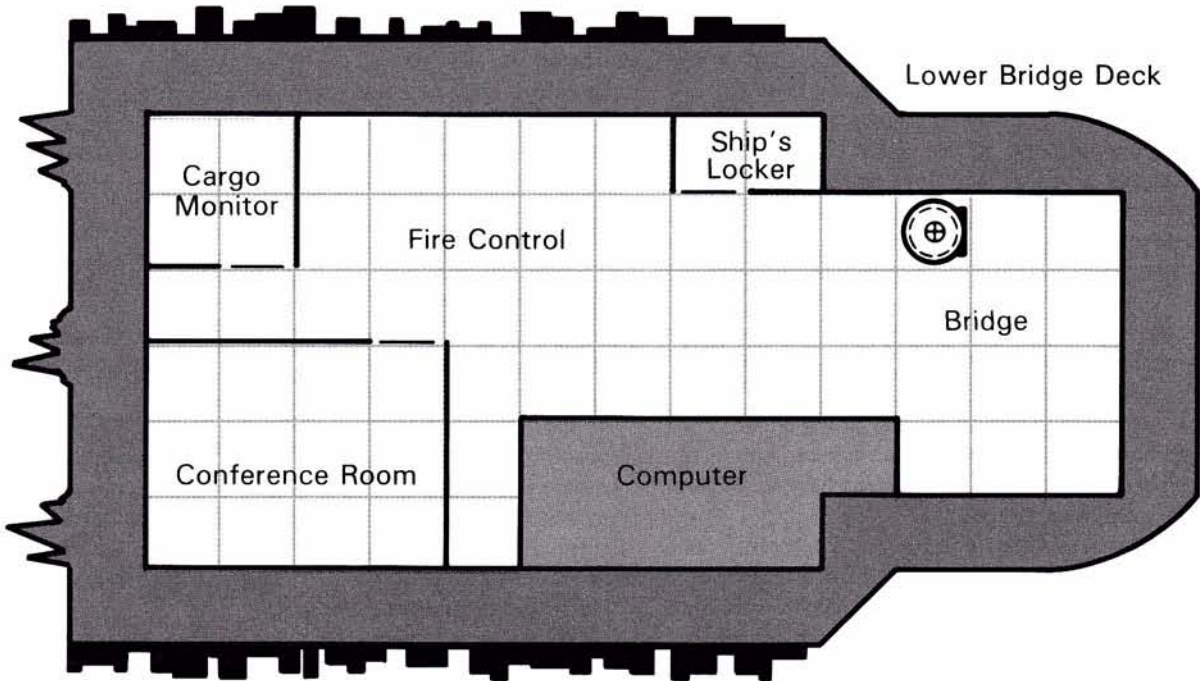 Lower Bridge Deck
Ship's
Locker
Cargo
Monitor
Fire Control
Bridge
Conference Room
Computer